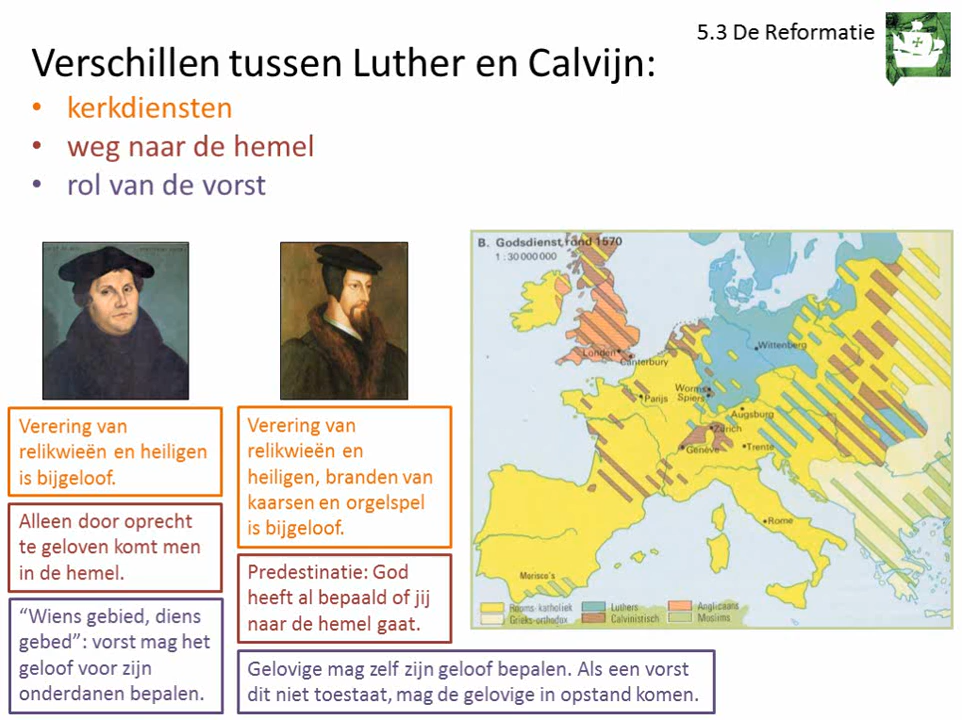 5.3 De Reformatie
Verschillen tussen Luther en Calvijn:
• kerkdiensten
• weg naar de hemel
• rol van de vorst
Verering van
relikwieën en heiligen
is bijgeloof.
Alleen door oprecht
te geloven komt men
in de hemel.
“Wiens gebied, diens
gebed”: vorst mag het
geloof voor zijn
onderdanen bepalen.
Verering van
relikwieën en
heiligen, branden van
kaarsen en orgelspel
is bijgeloof.
Predestinatie: God
heeft al bepaald of jij
naar de hemel gaat.
Gelovige mag zelf zijn geloof bepalen. Als een vorst
dit niet toestaat, mag de gelovige in opstand komen.
B. Godsdienst, rond 1570
1 : 30 000 000
Londen
Canterbury
Wittenberg
Parijs
Worms
Spiers
Augsburg
Zürich
Genève
Trente
Rome
Morisco's
Rooms-katholiek
Grieks-orthodox
Luthers
Calvinistisch
Anglicaans
Moslims